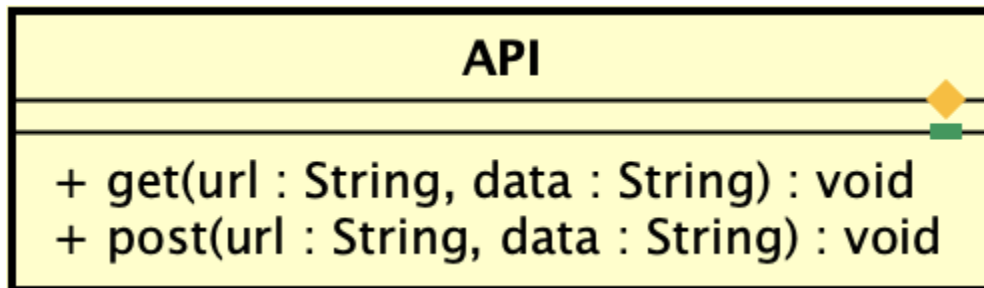 API
+ get(url : String, data : String) : void
+ post(url : String, data : String) : void